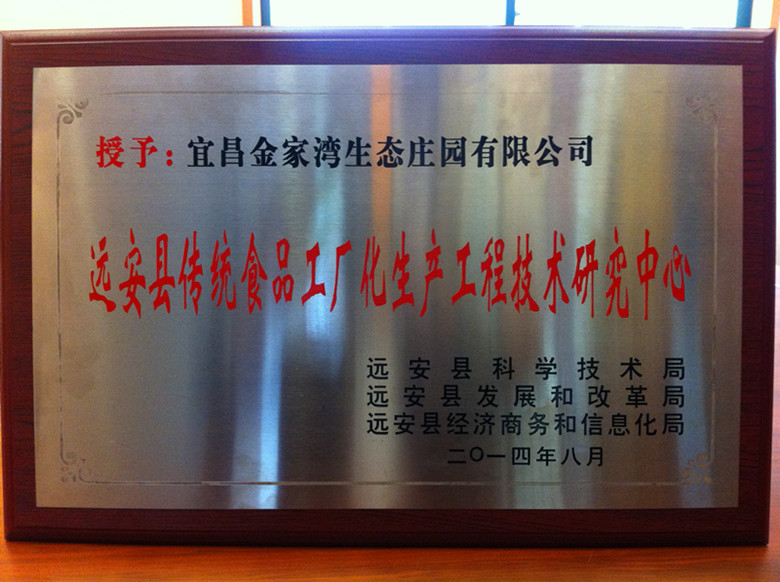 授予：宜昌金家湾生态庄园有限公司
远安县传统食品工厂化生产工程技术研究中心
远安县科学技术局
远安县发展和改革局
远安县经济商务和信息化局
二〇一四年八月